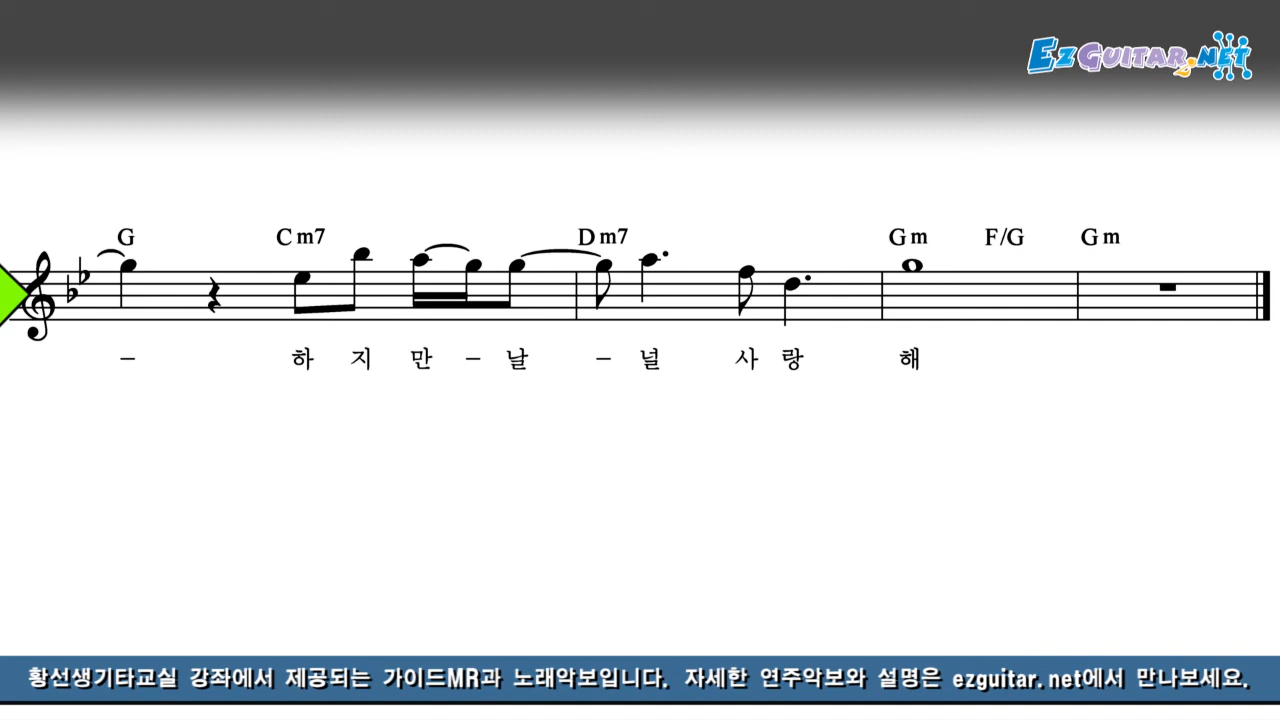 EzGUITAR.NET
G Cm7 Dm7 Gm F/G Gm
– 하 지 만 – 날 – 널 사 랑 해
황선생기타교실 강좌에서 제공되는 가이드MR과 노래악보입니다. 자세한 연주악보와 설명은 ezguitar.net에서 만나보세요.